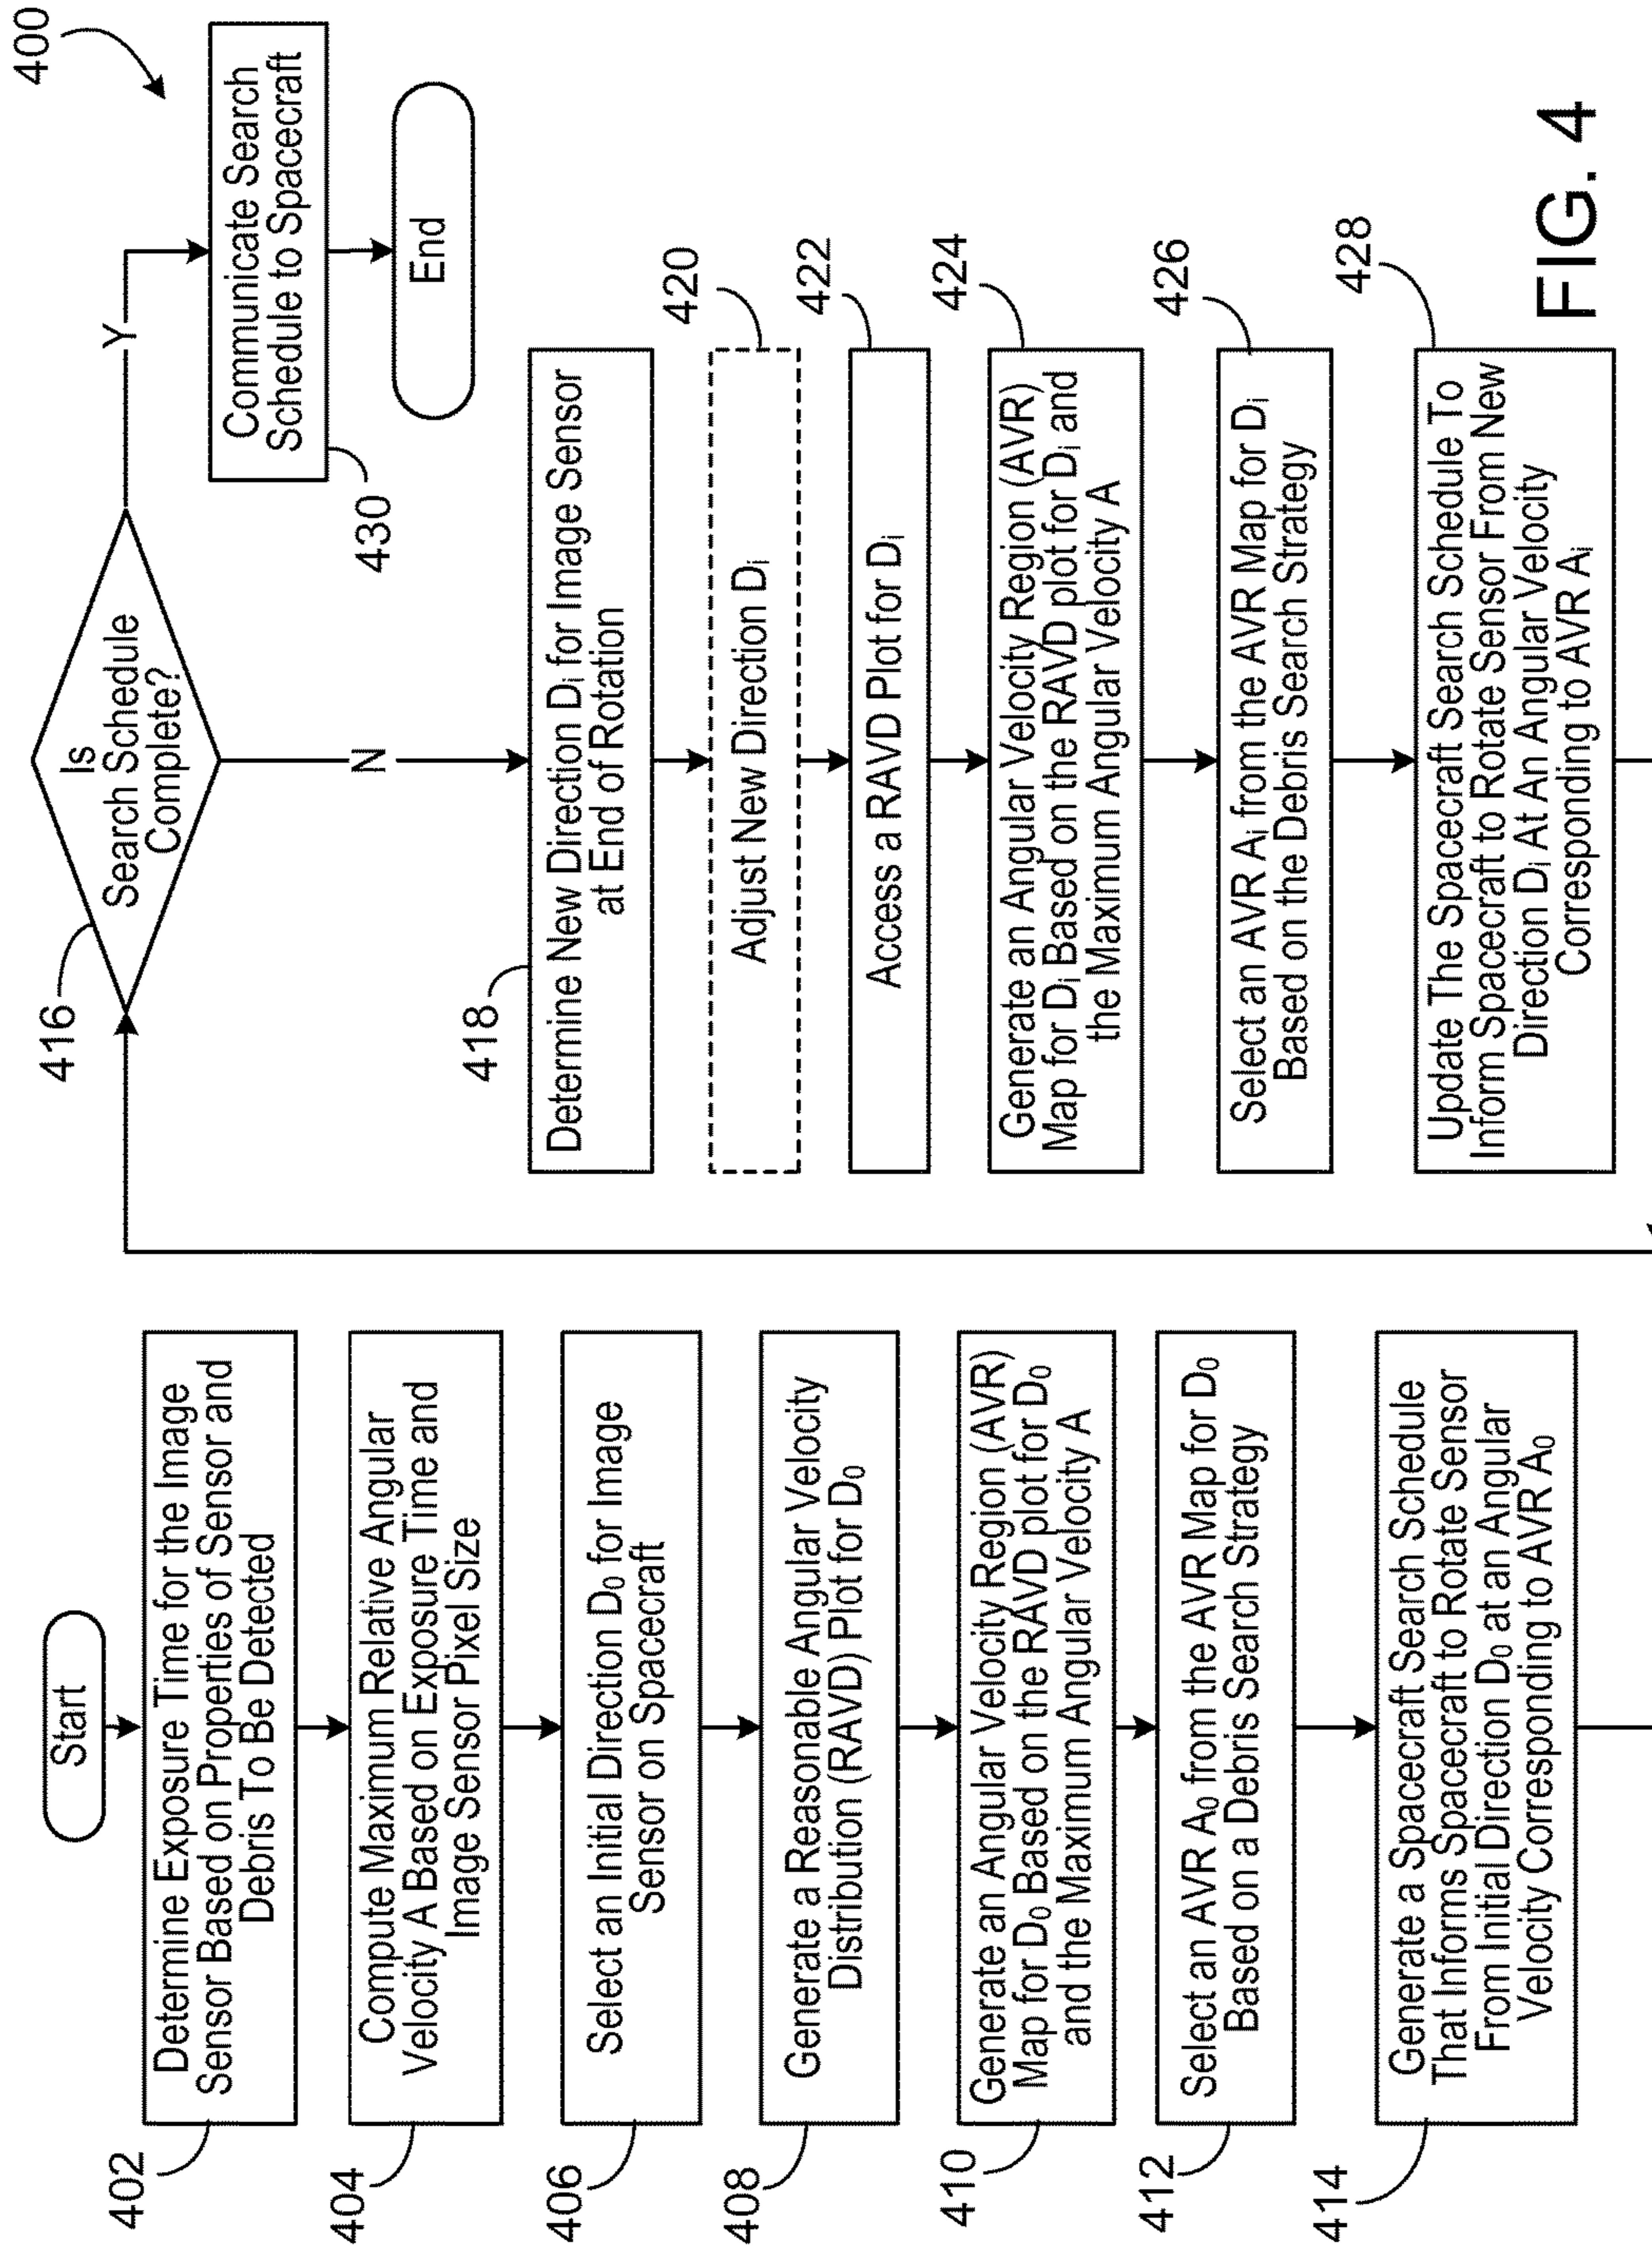 400
Start
402
Determine Exposure Time for the Image
Sensor Based on Properties of Sensor and
Debris To Be Detected
404
Compute Maximum Relative Angular
Velocity A Based on Exposure Time and
Image Sensor Pixel Size
406
Select an Initial Direction D₀ for Image
Sensor on Spacecraft
408
Generate a Reasonable Angular Velocity
Distribution (RAVD) Plot for D₀
410
Generate an Angular Velocity Region (AVR)
Map for D₀ Based on the RAVD plot for D₀
and the Maximum Angular Velocity A
412
Select an AVR A₀ from the AVR Map for D₀
Based on a Debris Search Strategy
414
Generate a Spacecraft Search Schedule
That Informs Spacecraft to Rotate Sensor
From Initial Direction D₀ at an Angular
Velocity Corresponding to AVR A₀
416
Is
Search Schedule
Complete?
Y
N
Communicate Search
Schedule to Spacecraft
430
End
418
Determine New Direction Dᵢ for Image Sensor
at End of Rotation
420
Adjust New Direction Dᵢ
422
Access a RAVD Plot for Dᵢ
424
Generate an Angular Velocity Region (AVR)
Map for Dᵢ Based on the RAVD plot for Dᵢ and
the Maximum Angular Velocity A
426
Select an AVR Aᵢ from the AVR Map for Dᵢ
Based on the Debris Search Strategy
428
Update The Spacecraft Search Schedule To
Inform Spacecraft to Rotate Sensor From New
Direction Dᵢ At An Angular Velocity
Corresponding to AVR Aᵢ
FIG. 4